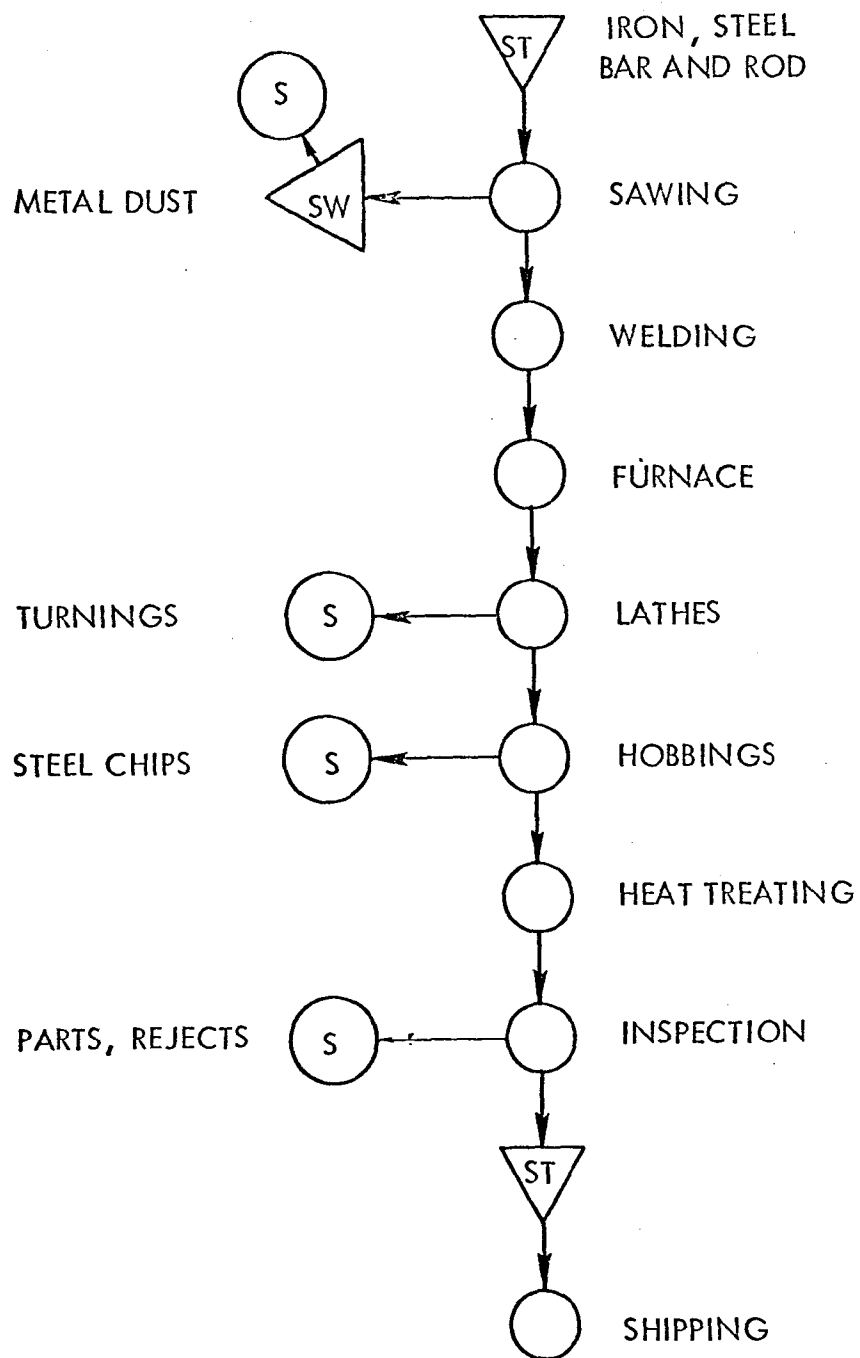 ST
IRON, STEEL
BAR AND ROD
S
METAL DUST
SW
SAWING
WELDING
FURNACE
TURNINGS
S
LATHES
STEEL CHIPS
S
HOBBINGS
HEAT TREATING
PARTS, REJECTS
S
INSPECTION
ST
SHIPPING